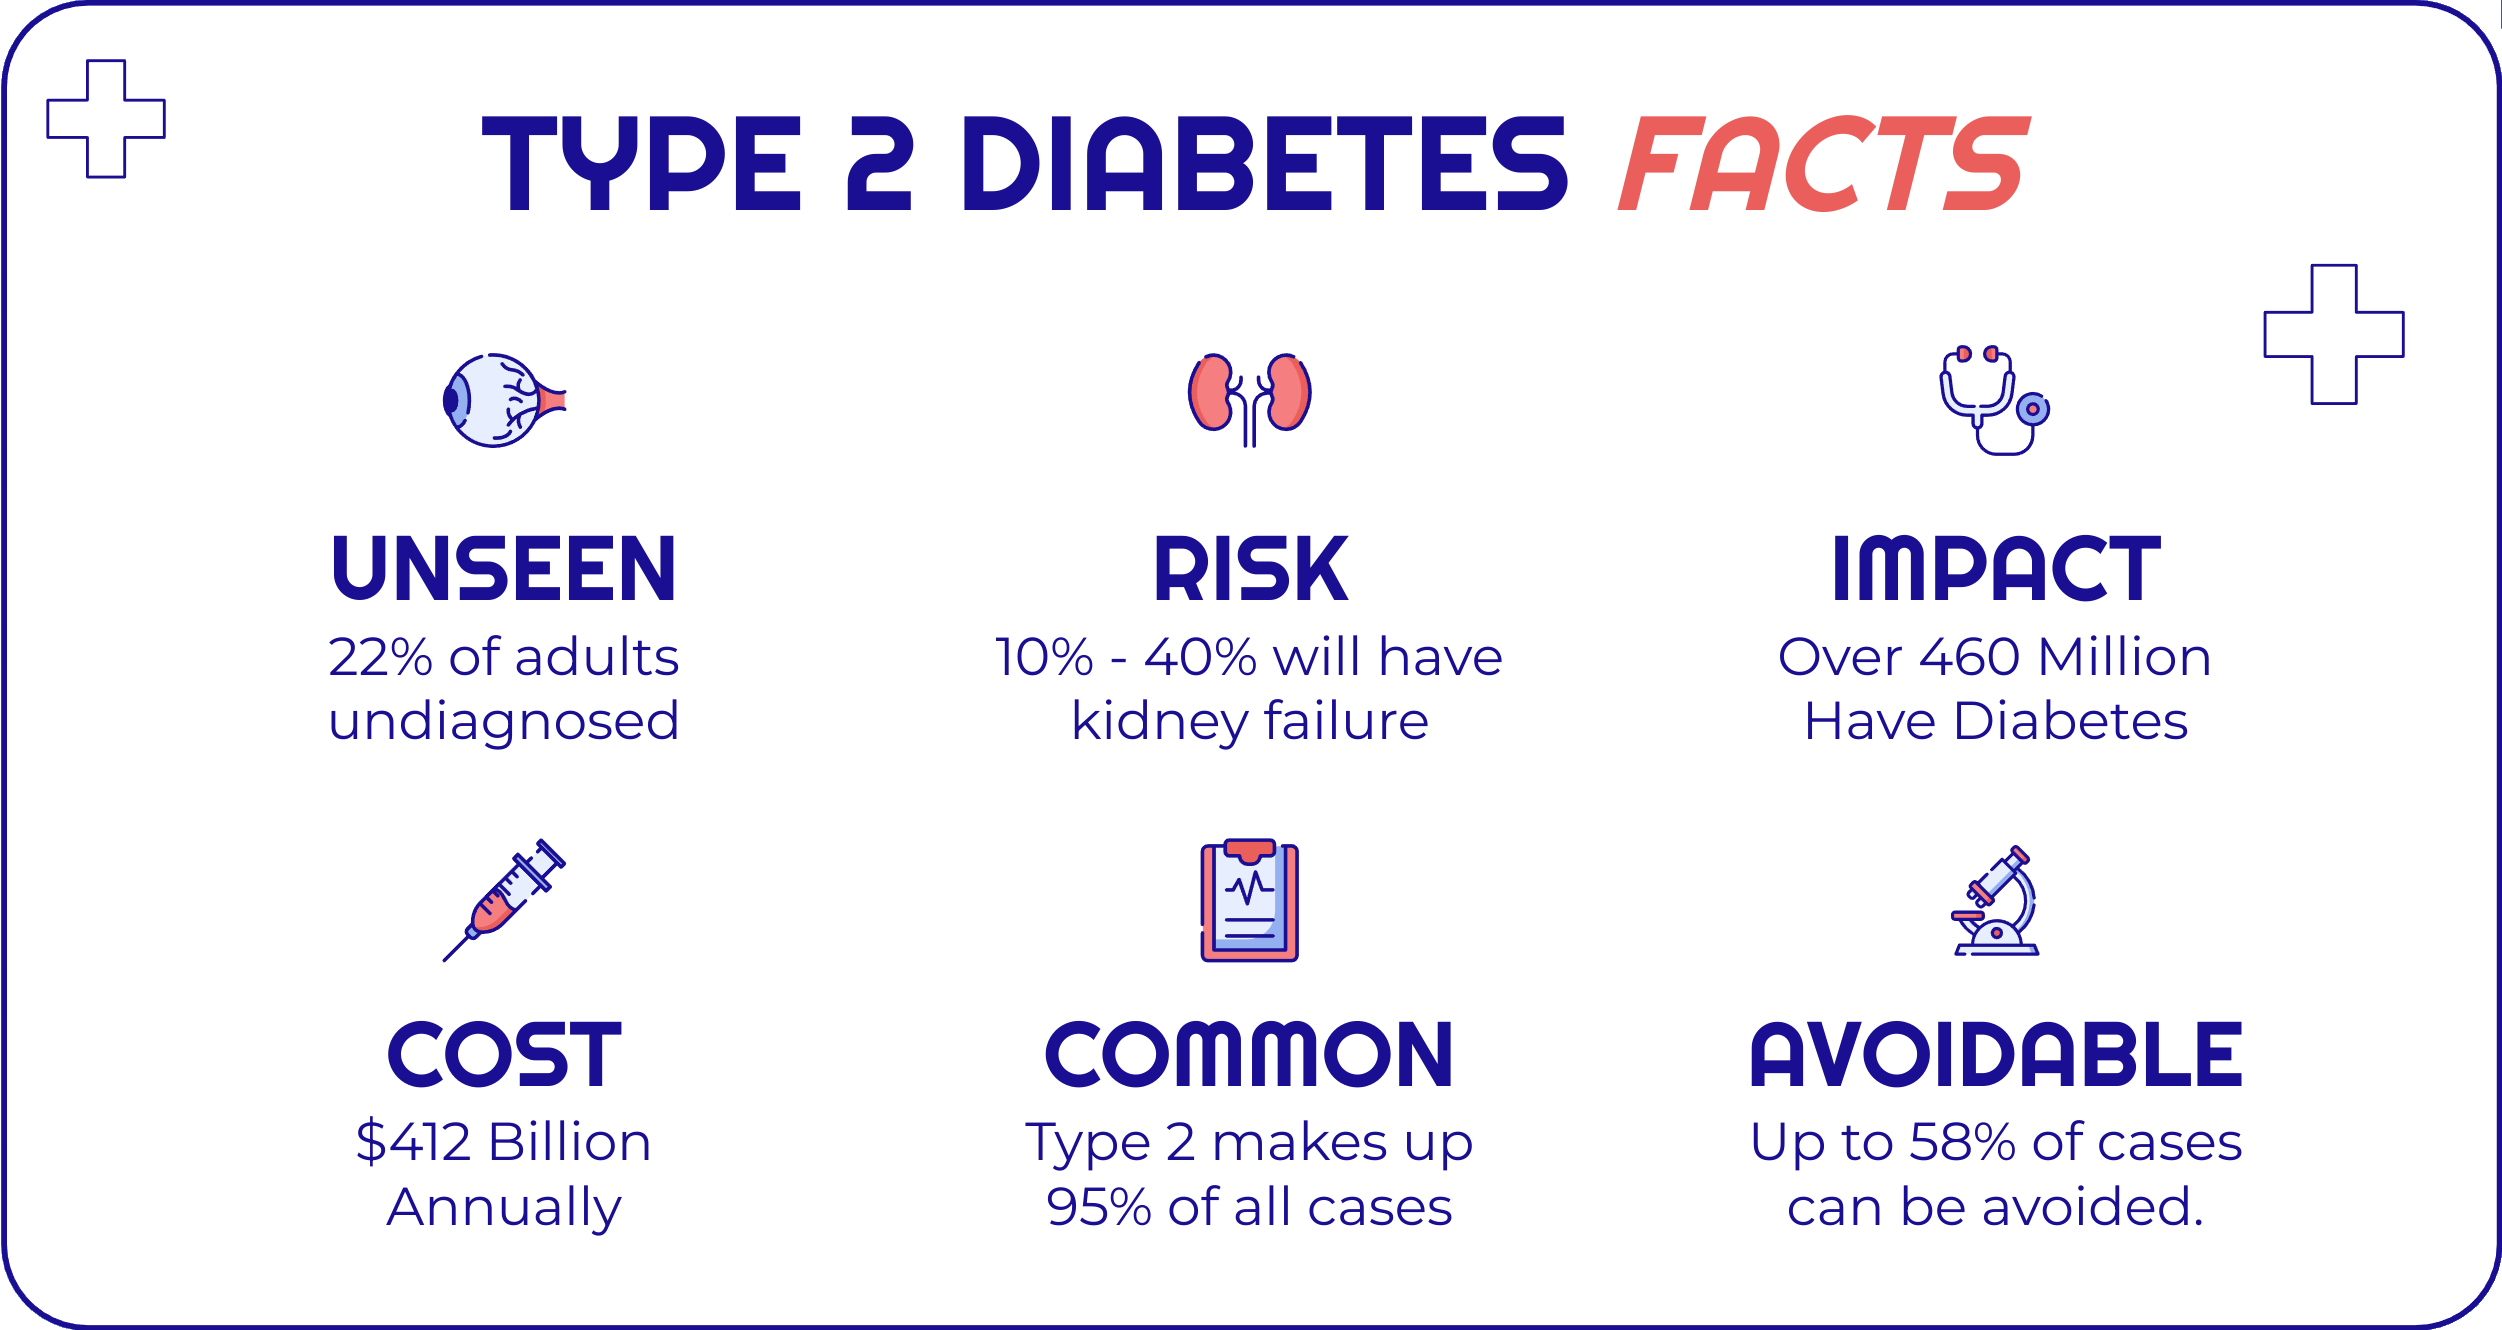 TYPE 2 DIABETES FACTS
UNSEEN
22% of adults
undiagnosed
RISK
10% - 40% will have
kidney failure
IMPACT
Over 460 Million
Have Diabetes
COST
$412 Billion
Annually
COMMON
Type 2 makes up
95% of all cases
AVOIDABLE
Up to 58% of cases
can be avoided.